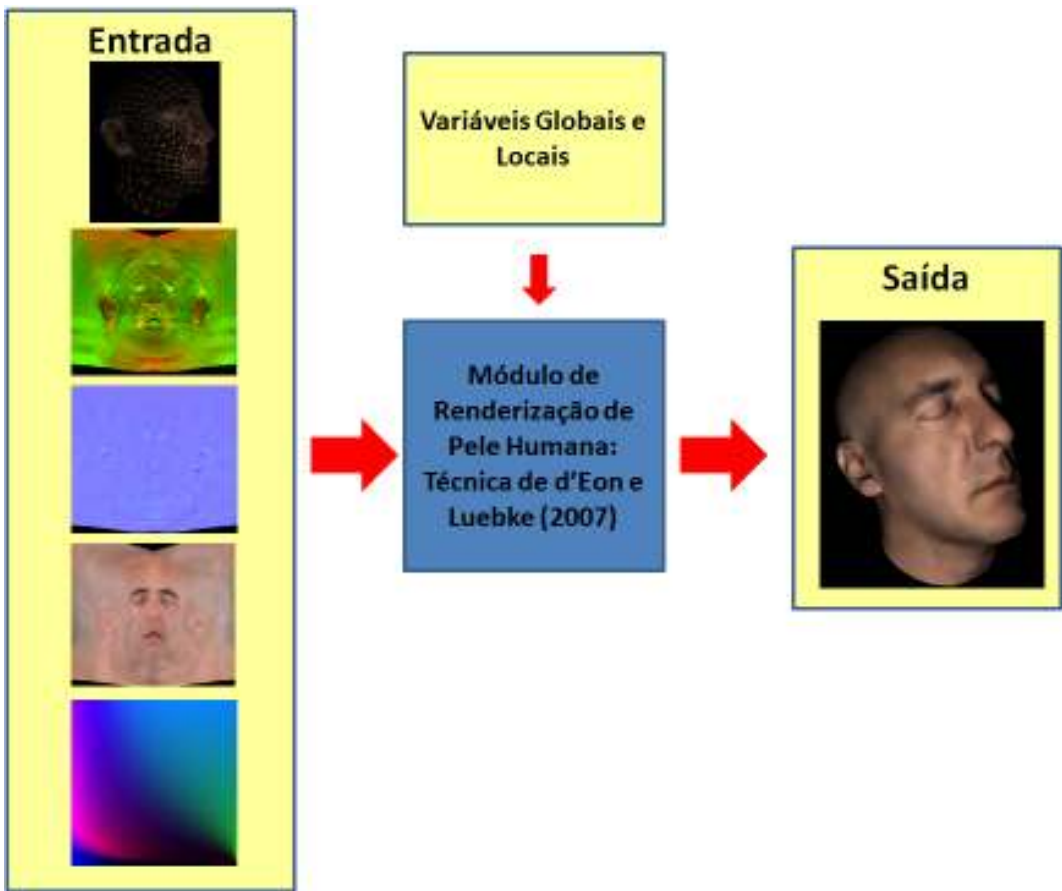 Entrada
Variáveis Globais e
Locais
Módulo de
Renderização de
Pele Humana:
Técnica de d'Eon e
Luebke (2007)
Saída